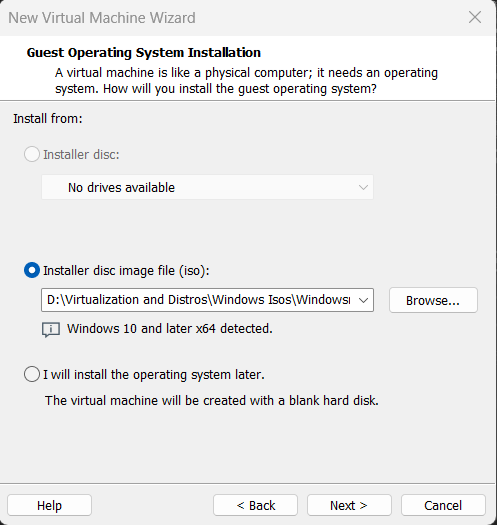 New Virtual Machine Wizard
Guest Operating System Installation
A virtual machine is like a physical computer; it needs an operating
system. How will you install the guest operating system?
Install from:
Installer disc:
No drives available
Installer disc image file (iso):
D:\Virtualization and Distros\Windows Isos\Windows
Browse...
Windows 10 and later x64 detected.
I will install the operating system later.
The virtual machine will be created with a blank hard disk.
Help
< Back
Next >
Cancel